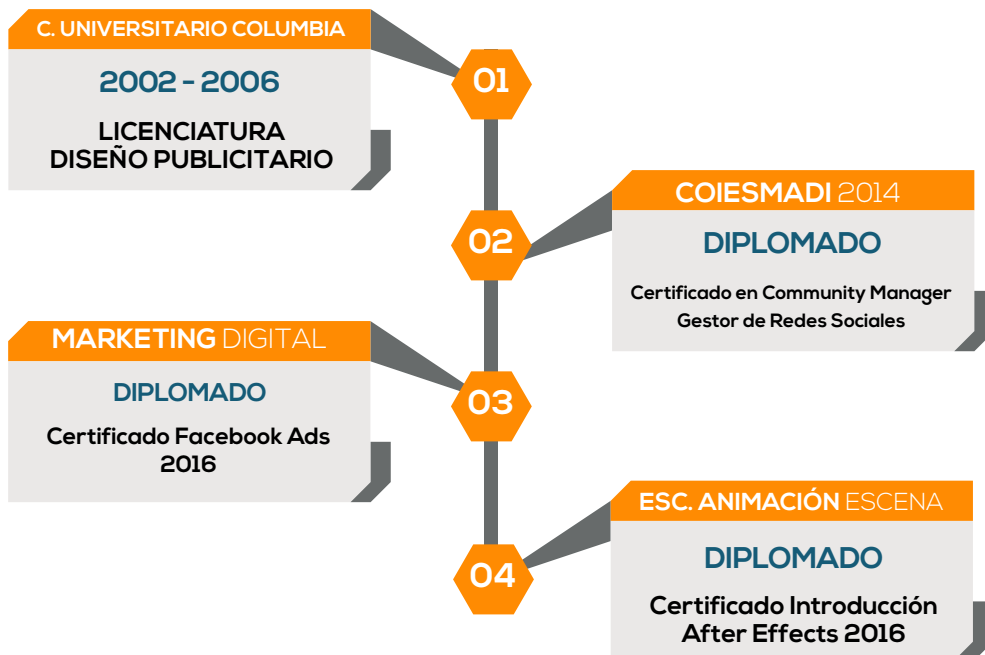 C. UNIVERSITARIO COLUMBIA
2002 - 2006
LICENCIATURA
DISEÑO PUBLICITARIO
01
COIESMADI 2014
DIPLOMADO
Certificado en Community Manager
Gestor de Redes Sociales
02
MARKETING DIGITAL
DIPLOMADO
Certificado Facebook Ads
2016
03
ESC. ANIMACIÓN ESCENA
DIPLOMADO
Certificado Introducción
After Effects 2016
04